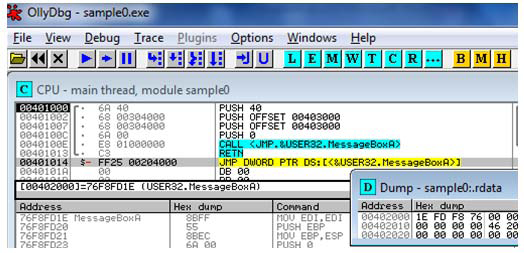 OllyDbg - sample0.exe
File View Debug Trace Plugins Options Windows Help
L E M W T C R ... B M H
C CPU - main thread, module sample0
00401000 r· 6A 40 PUSH 40
00401002 · 68 00304000 PUSH OFFSET 00403000
00401007 · 68 00304000 PUSH OFFSET 00403000
0040100C · 6A 00 PUSH 0
0040100E · E8 01000000 CALL <JMP.&USER32.MessageBoxA>
00401013 L· C3 RETN
00401014 $- FF25 00204000 JMP DWORD PTR DS:[<&USER32.MessageBoxA>]
0040101A 00 DB 00
[00402000]=76F8FD1E (USER32.MessageBoxA)
Address Hex dump Command
76F8FD1E MessageBoxA 8BFF MOV EDI,EDI
76F8FD20 55 PUSH EBP
76F8FD21 8BEC MOV EBP,ESP
76F8FD23 6A 00 PUSH 0
D Dump - sample0:.rdata
Address Hex dump
00402000 1E FD F8 76 00 00
00402010 00 00 00 00 46 20
00402020 00 00 00 00 00 00